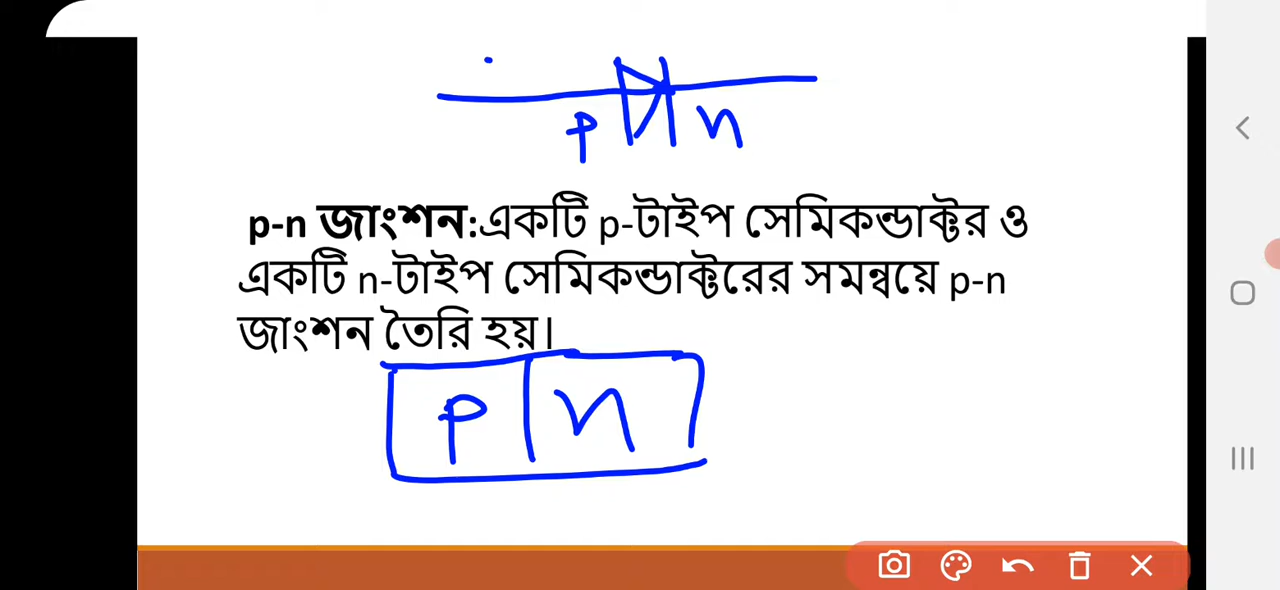 p n
p-n জাংশন:একটি p-টাইপ সেমিকন্ডাক্টর ও
একটি n-টাইপ সেমিকন্ডাক্টরের সমন্বয়ে p-n
জাংশন তৈরি হয়।
p n